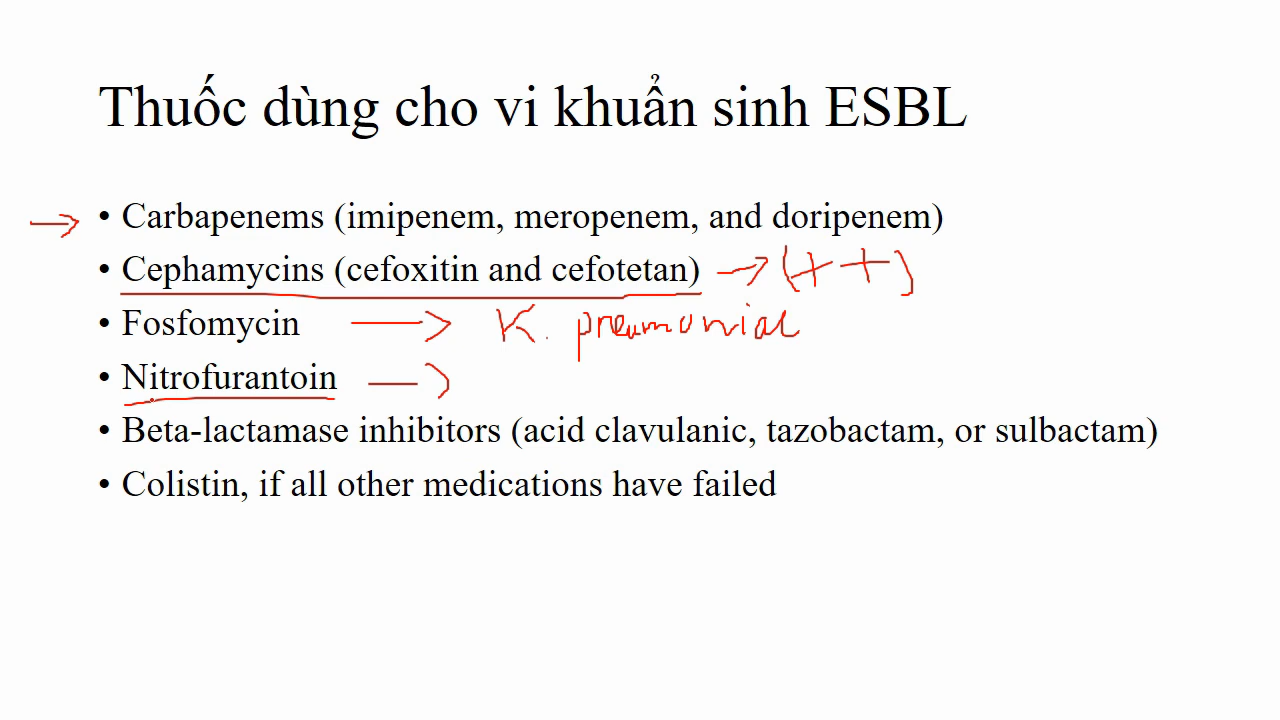 Thuốc dùng cho vi khuẩn sinh ESBL
• Carbapenems (imipenem, meropenem, and doripenem)
• Cephamycins (cefoxitin and cefotetan) → (++)
• Fosfomycin → K. pneumoniae
• Nitrofurantoin
• Beta-lactamase inhibitors (acid clavulanic, tazobactam, or sulbactam)
• Colistin, if all other medications have failed